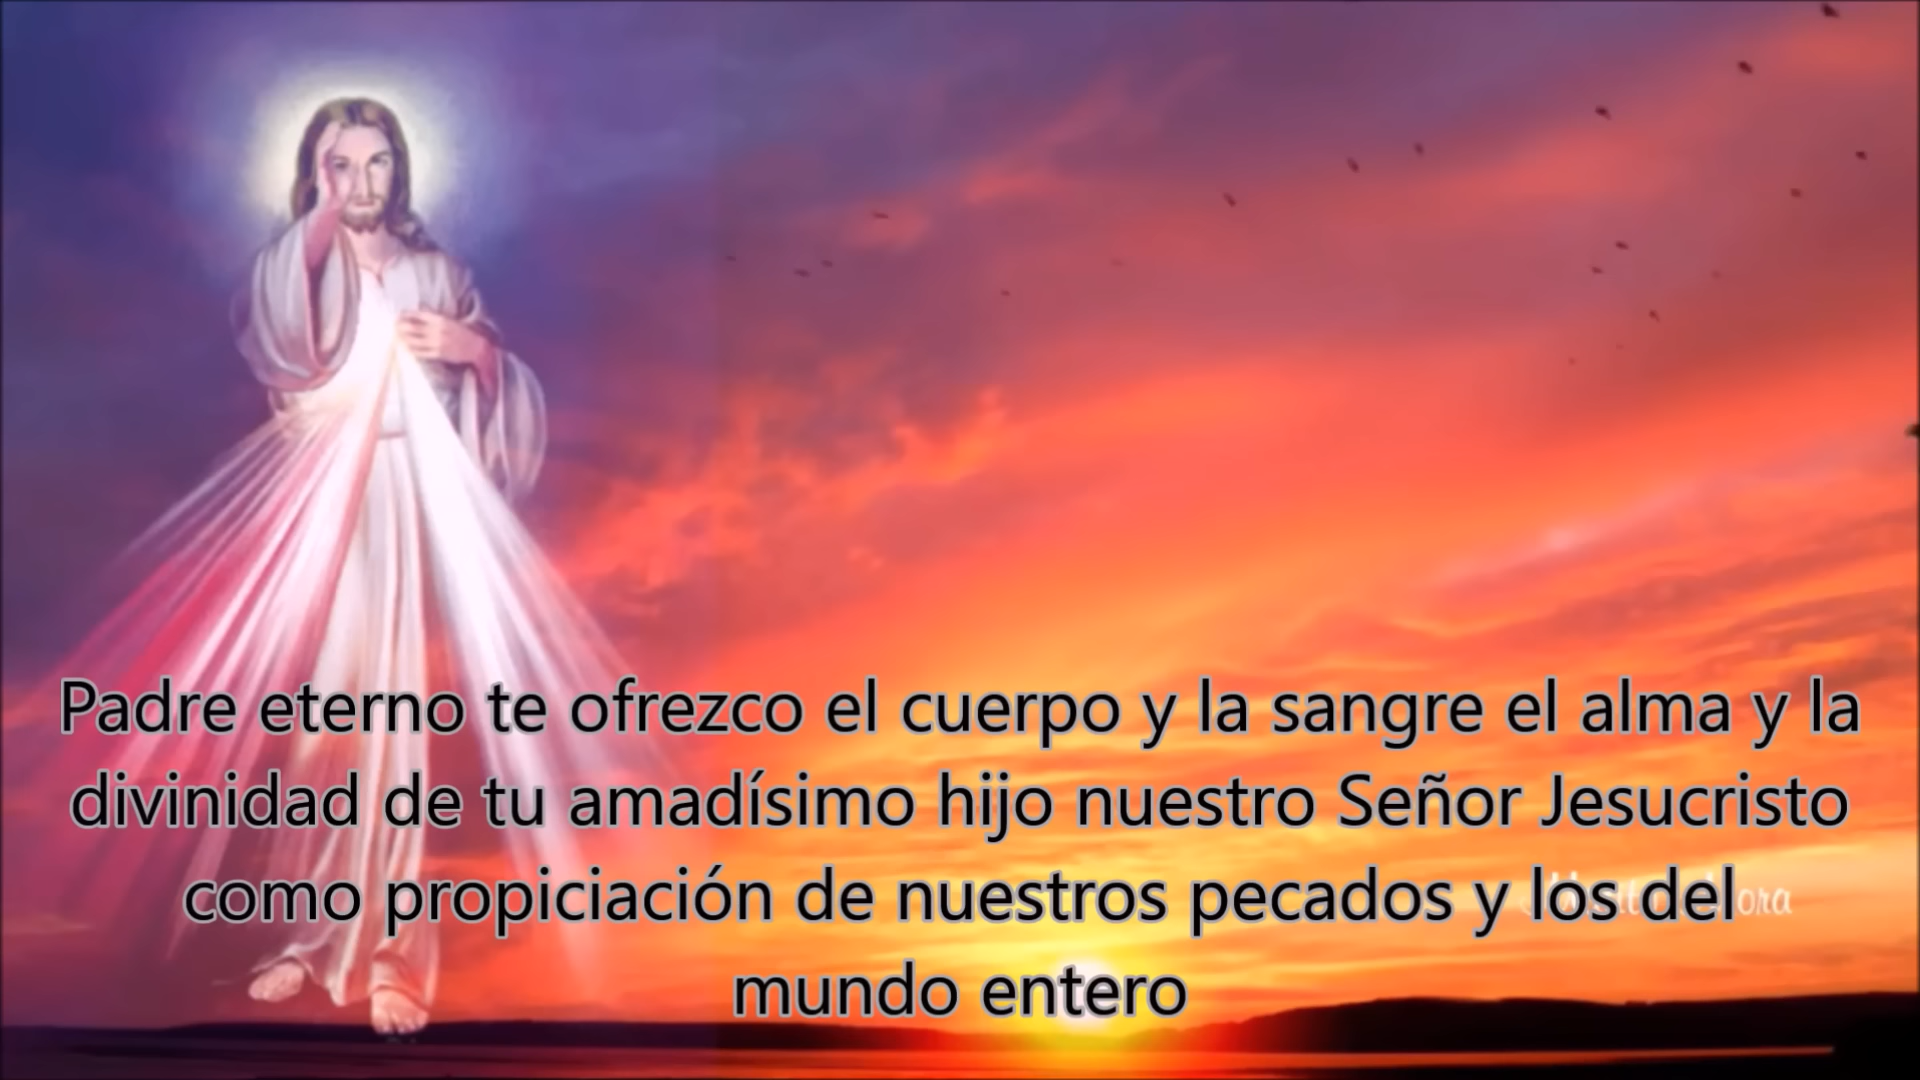 Padre eterno te ofrezco el cuerpo y la sangre el alma y la
divinidad de tu amadísimo hijo nuestro Señor Jesucristo
como propiciación de nuestros pecados y los del
mundo entero